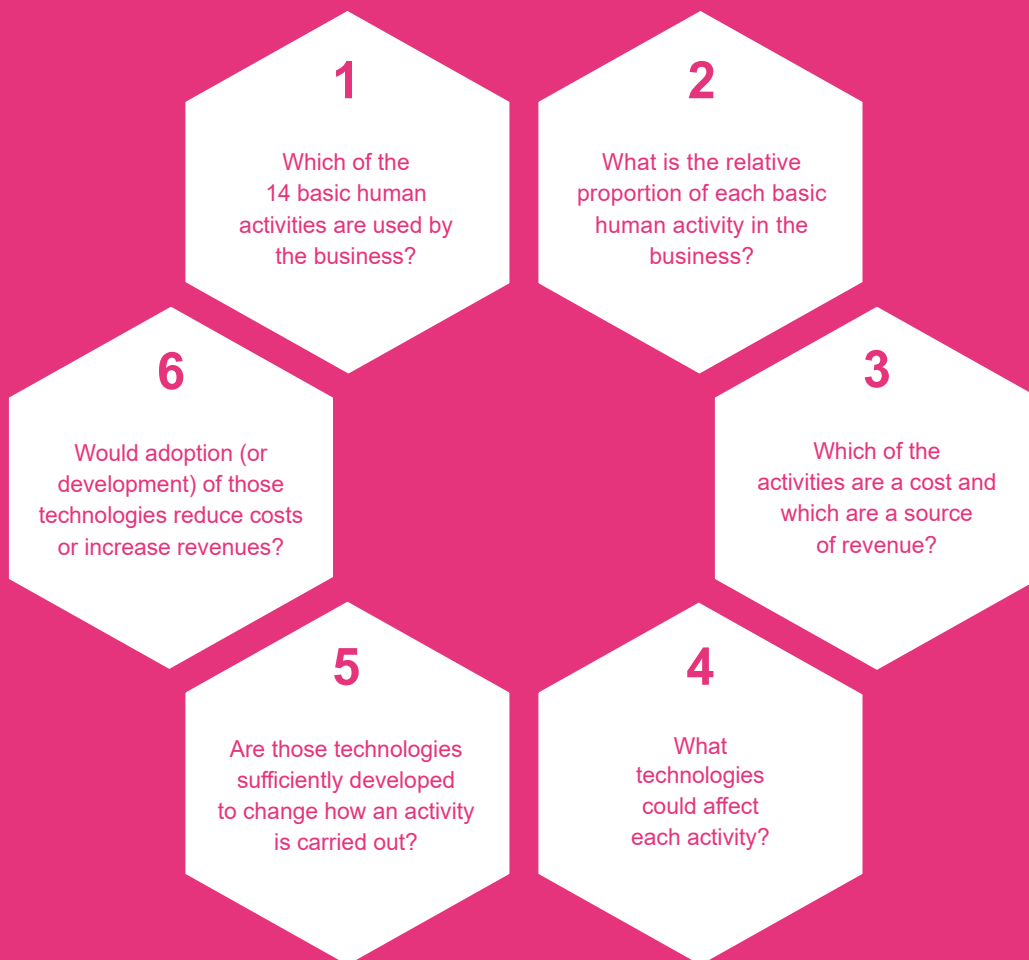 1
Which of the
14 basic human
activities are used by
the business?
2
What is the relative
proportion of each basic
human activity in the
business?
3
Which of the
activities are a cost and
which are a source
of revenue?
4
What
technologies
could affect
each activity?
5
Are those technologies
sufficiently developed
to change how an activity
is carried out?
6
Would adoption (or
development) of those
technologies reduce costs
or increase revenues?